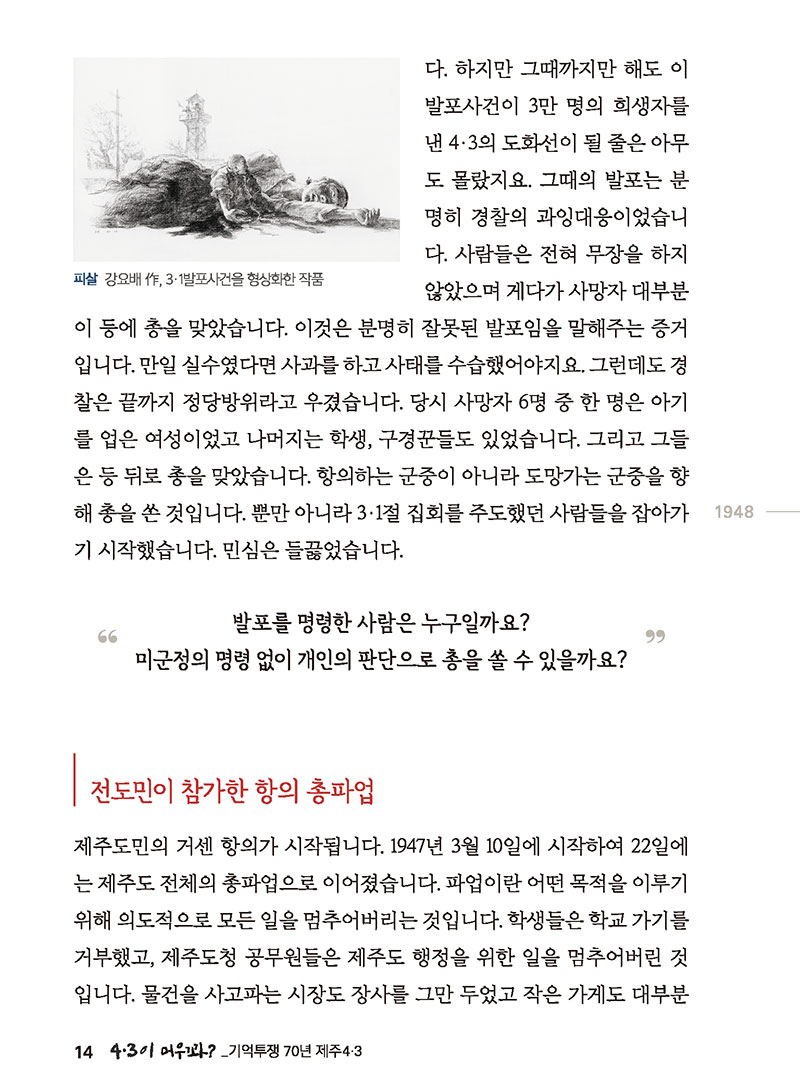 다. 하지만 그때까지만 해도 이
발포사건이 3만 명의 희생자를
낸 4·3의 도화선이 될 줄은 아무
도 몰랐지요. 그때의 발포는 분
명히 경찰의 과잉대응이었습니
다. 사람들은 전혀 무장을 하지
않았으며 게다가 사망자 대부분
피살 강요배 作, 3·1발포사건을 형상화한 작품
이 등에 총을 맞았습니다. 이것은 분명히 잘못된 발포임을 말해주는 증거
입니다. 만일 실수였다면 사과를 하고 사태를 수습했어야지요. 그런데도 경
찰은 끝까지 정당방위라고 우겼습니다. 당시 사망자 6명 중 한 명은 아기
를 업은 여성이었고 나머지는 학생, 구경꾼들도 있었습니다. 그리고 그들
은 등 뒤로 총을 맞았습니다. 항의하는 군중이 아니라 도망가는 군중을 향
해 총을 쏜 것입니다. 뿐만 아니라 3·1절 집회를 주도했던 사람들을 잡아가
기 시작했습니다. 민심은 들끓었습니다.
1948
“ 발포를 명령한 사람은 누구일까요?
미군정의 명령 없이 개인의 판단으로 총을 쏠 수 있을까요? ”
전도민이 참가한 항의 총파업
제주도민의 거센 항의가 시작됩니다. 1947년 3월 10일에 시작하여 22일에
는 제주도 전체의 총파업으로 이어졌습니다. 파업이란 어떤 목적을 이루기
위해 의도적으로 모든 일을 멈추어버리는 것입니다. 학생들은 학교 가기를
거부했고, 제주도청 공무원들은 제주도 행정을 위한 일을 멈추어버린 것
입니다. 물건을 사고파는 시장도 장사를 그만 두었고 작은 가게도 대부분
14 4·3이 머우꽈? _기억투쟁 70년 제주4·3